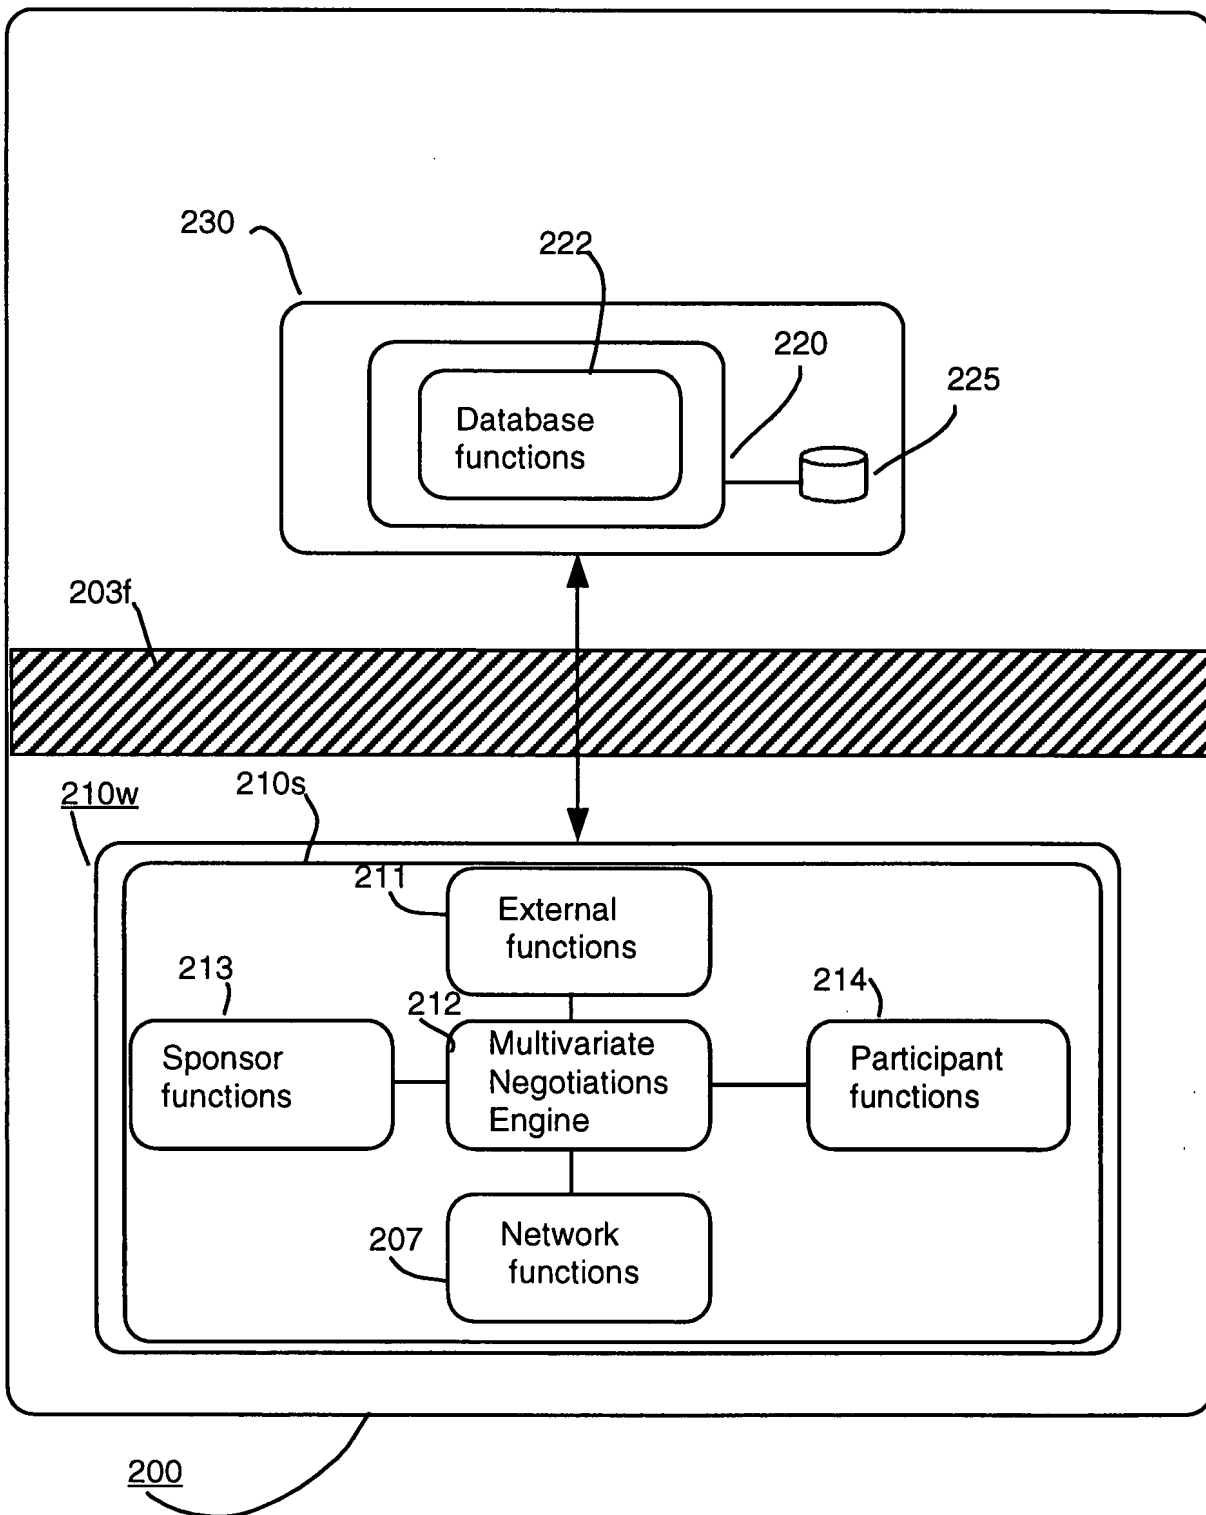 230
222
220
225
Database
functions
203f
210w
210s
211
External
functions
213
212
214
Sponsor
functions
Multivariate
Negotiations
Engine
Participant
functions
207
Network
functions
200